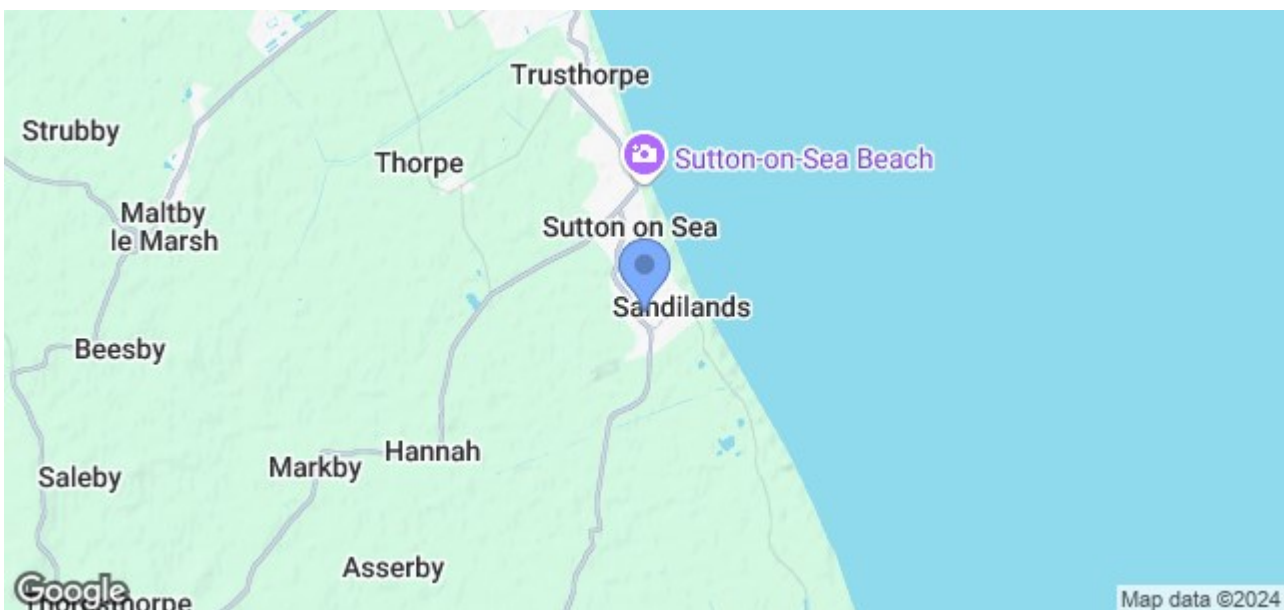 Trusthorpe
Strubby
Thorpe
Sutton-on-Sea Beach
Maltby
le Marsh
Sutton on Sea
Sandilands
Beesby
Hannah
Markby
Saleby
Asserby
Google
Map data ©2024